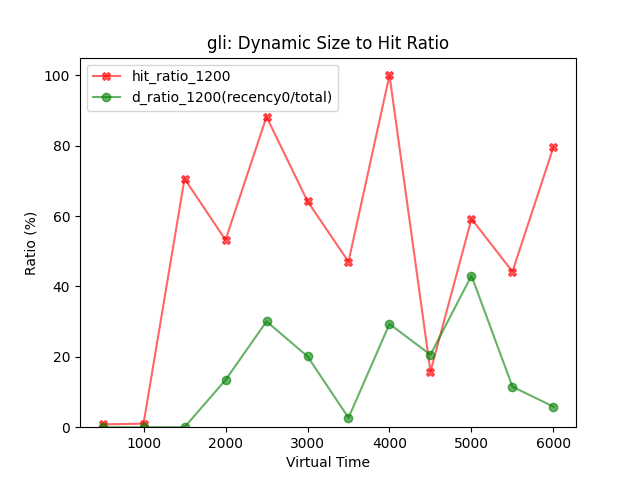 gli: Dynamic Size to Hit Ratio
hit_ratio_1200
d_ratio_1200(recency0/total)
Ratio (%)
100
80
60
40
20
0
1000 2000 3000 4000 5000 6000
Virtual Time